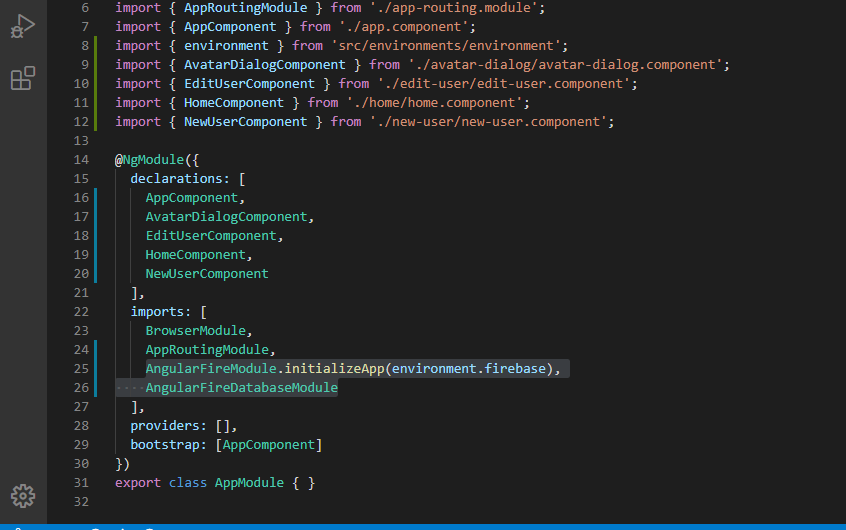 6 import { AppRoutingModule } from './app-routing.module';
7 import { AppComponent } from './app.component';
8 import { environment } from 'src/environments/environment';
9 import { AvatarDialogComponent } from './avatar-dialog/avatar-dialog.component';
10 import { EditUserComponent } from './edit-user/edit-user.component';
11 import { HomeComponent } from './home/home.component';
12 import { NewUserComponent } from './new-user/new-user.component';
13
14 @NgModule({
15   declarations: [
16     AppComponent,
17     AvatarDialogComponent,
18     EditUserComponent,
19     HomeComponent,
20     NewUserComponent
21   ],
22   imports: [
23     BrowserModule,
24     AppRoutingModule,
25     AngularFireModule.initializeApp(environment.firebase),
26     AngularFireDatabaseModule
27   ],
28   providers: [],
29   bootstrap: [AppComponent]
30 })
31 export class AppModule { }
32